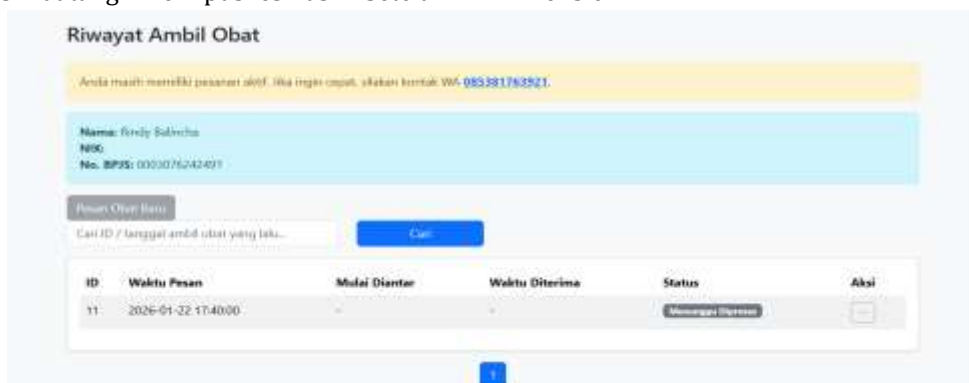 Riwayat Ambil Obat
Anda masih memiliki pesanan aktif. Jika ingin cepat, silakan kontak WA 085381763921.
Nama: Rindy Balincha
NIK:
No. BPJS: 0003076242491
Pesan Obat Baru
Cari ID / tanggal ambil obat yang lalu...
Cari
ID Waktu Pesan Mulai Diantar Waktu Diterima Status Aksi
11 2026-01-22 17:40:00 - - Menunggu Diproses ...
1